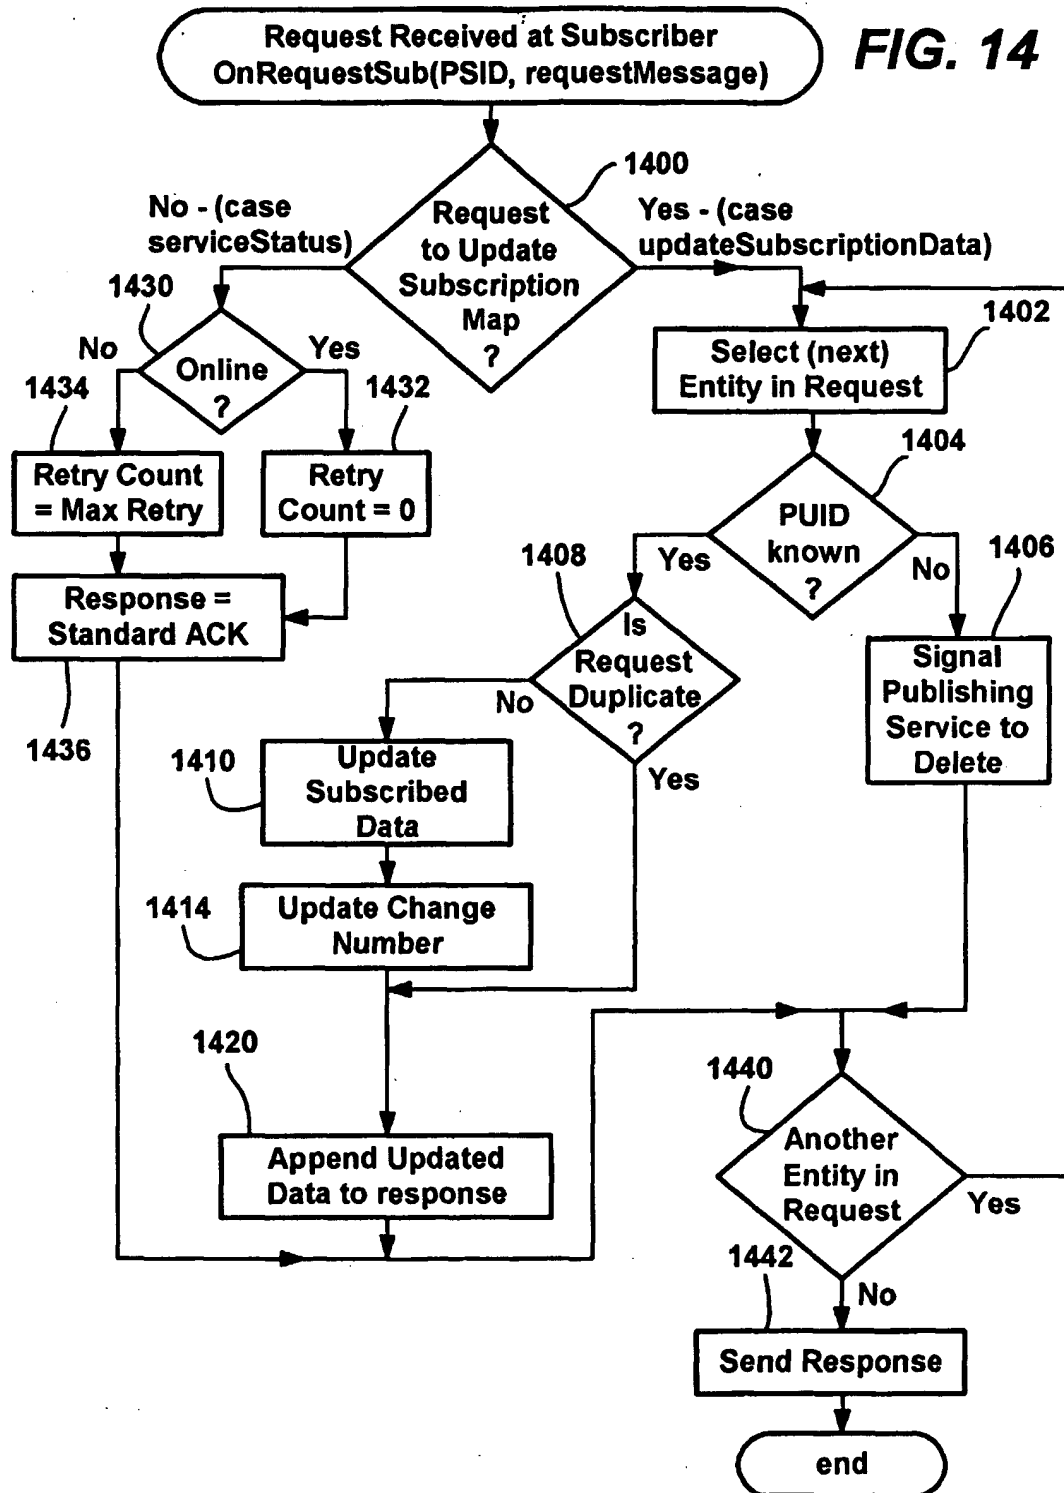 Request Received at Subscriber
OnRequestSub(PSID, requestMessage)
FIG. 14
1400
Request
to Update
Subscription
Map
?
No - (case
serviceStatus)
Yes - (case
updateSubscriptionData)
1430
Online
?
No
Yes
1434
1432
Retry Count
= Max Retry
Retry
Count = 0
Response =
Standard ACK
1436
1402
Select (next)
Entity in Request
1404
PUID
known
?
Yes
No
1408
Is
Request
Duplicate
?
No
Yes
1406
Signal
Publishing
Service to
Delete
1410
Update
Subscribed
Data
1414
Update Change
Number
1420
Append Updated
Data to response
1440
Another
Entity in
Request
Yes
No
1442
Send Response
end